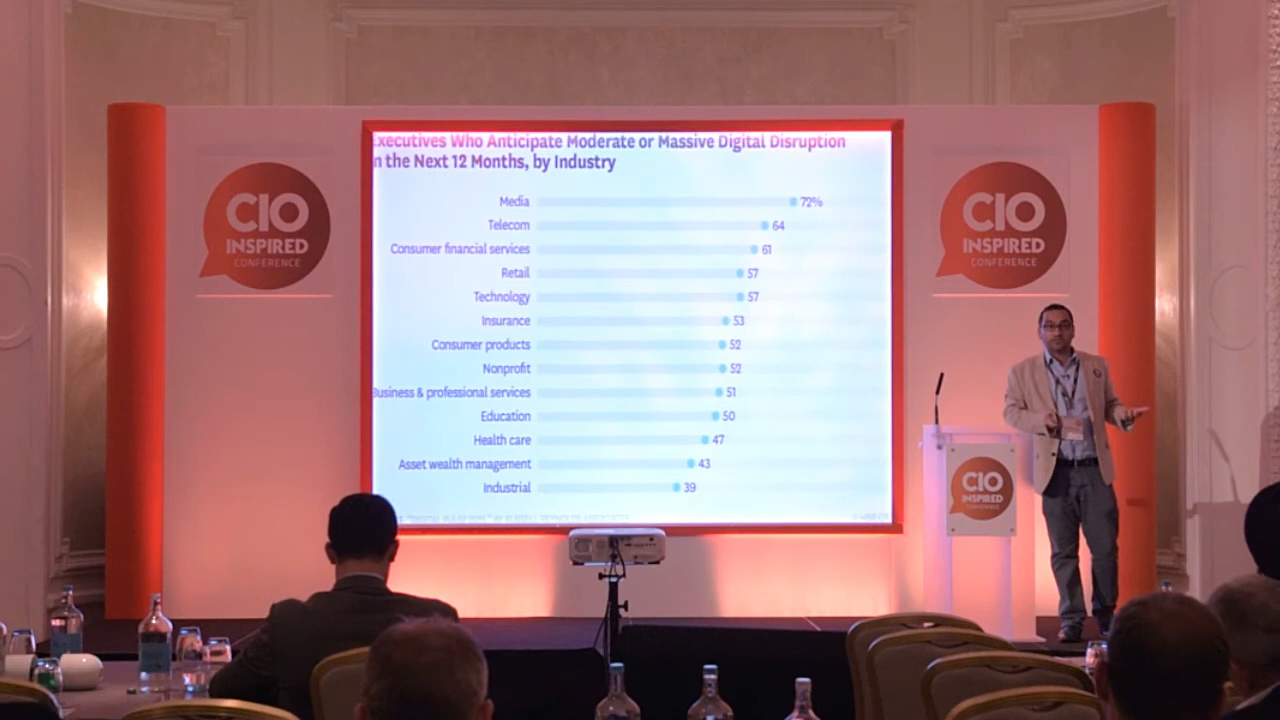 xecutives Who Anticipate Moderate or Massive Digital Disruption
n the Next 12 Months, by Industry
Media 72%
Telecom 64
Consumer financial services 61
Retail 57
Technology 57
Insurance 53
Consumer products 52
Nonprofit 52
Business & professional services 51
Education 50
Health care 47
Asset wealth management 43
Industrial 39
CIO
INSPIRED
CONFERENCE
CIO
INSPIRED
CONFERENCE
CIO
INSPIRED
CONFERENCE